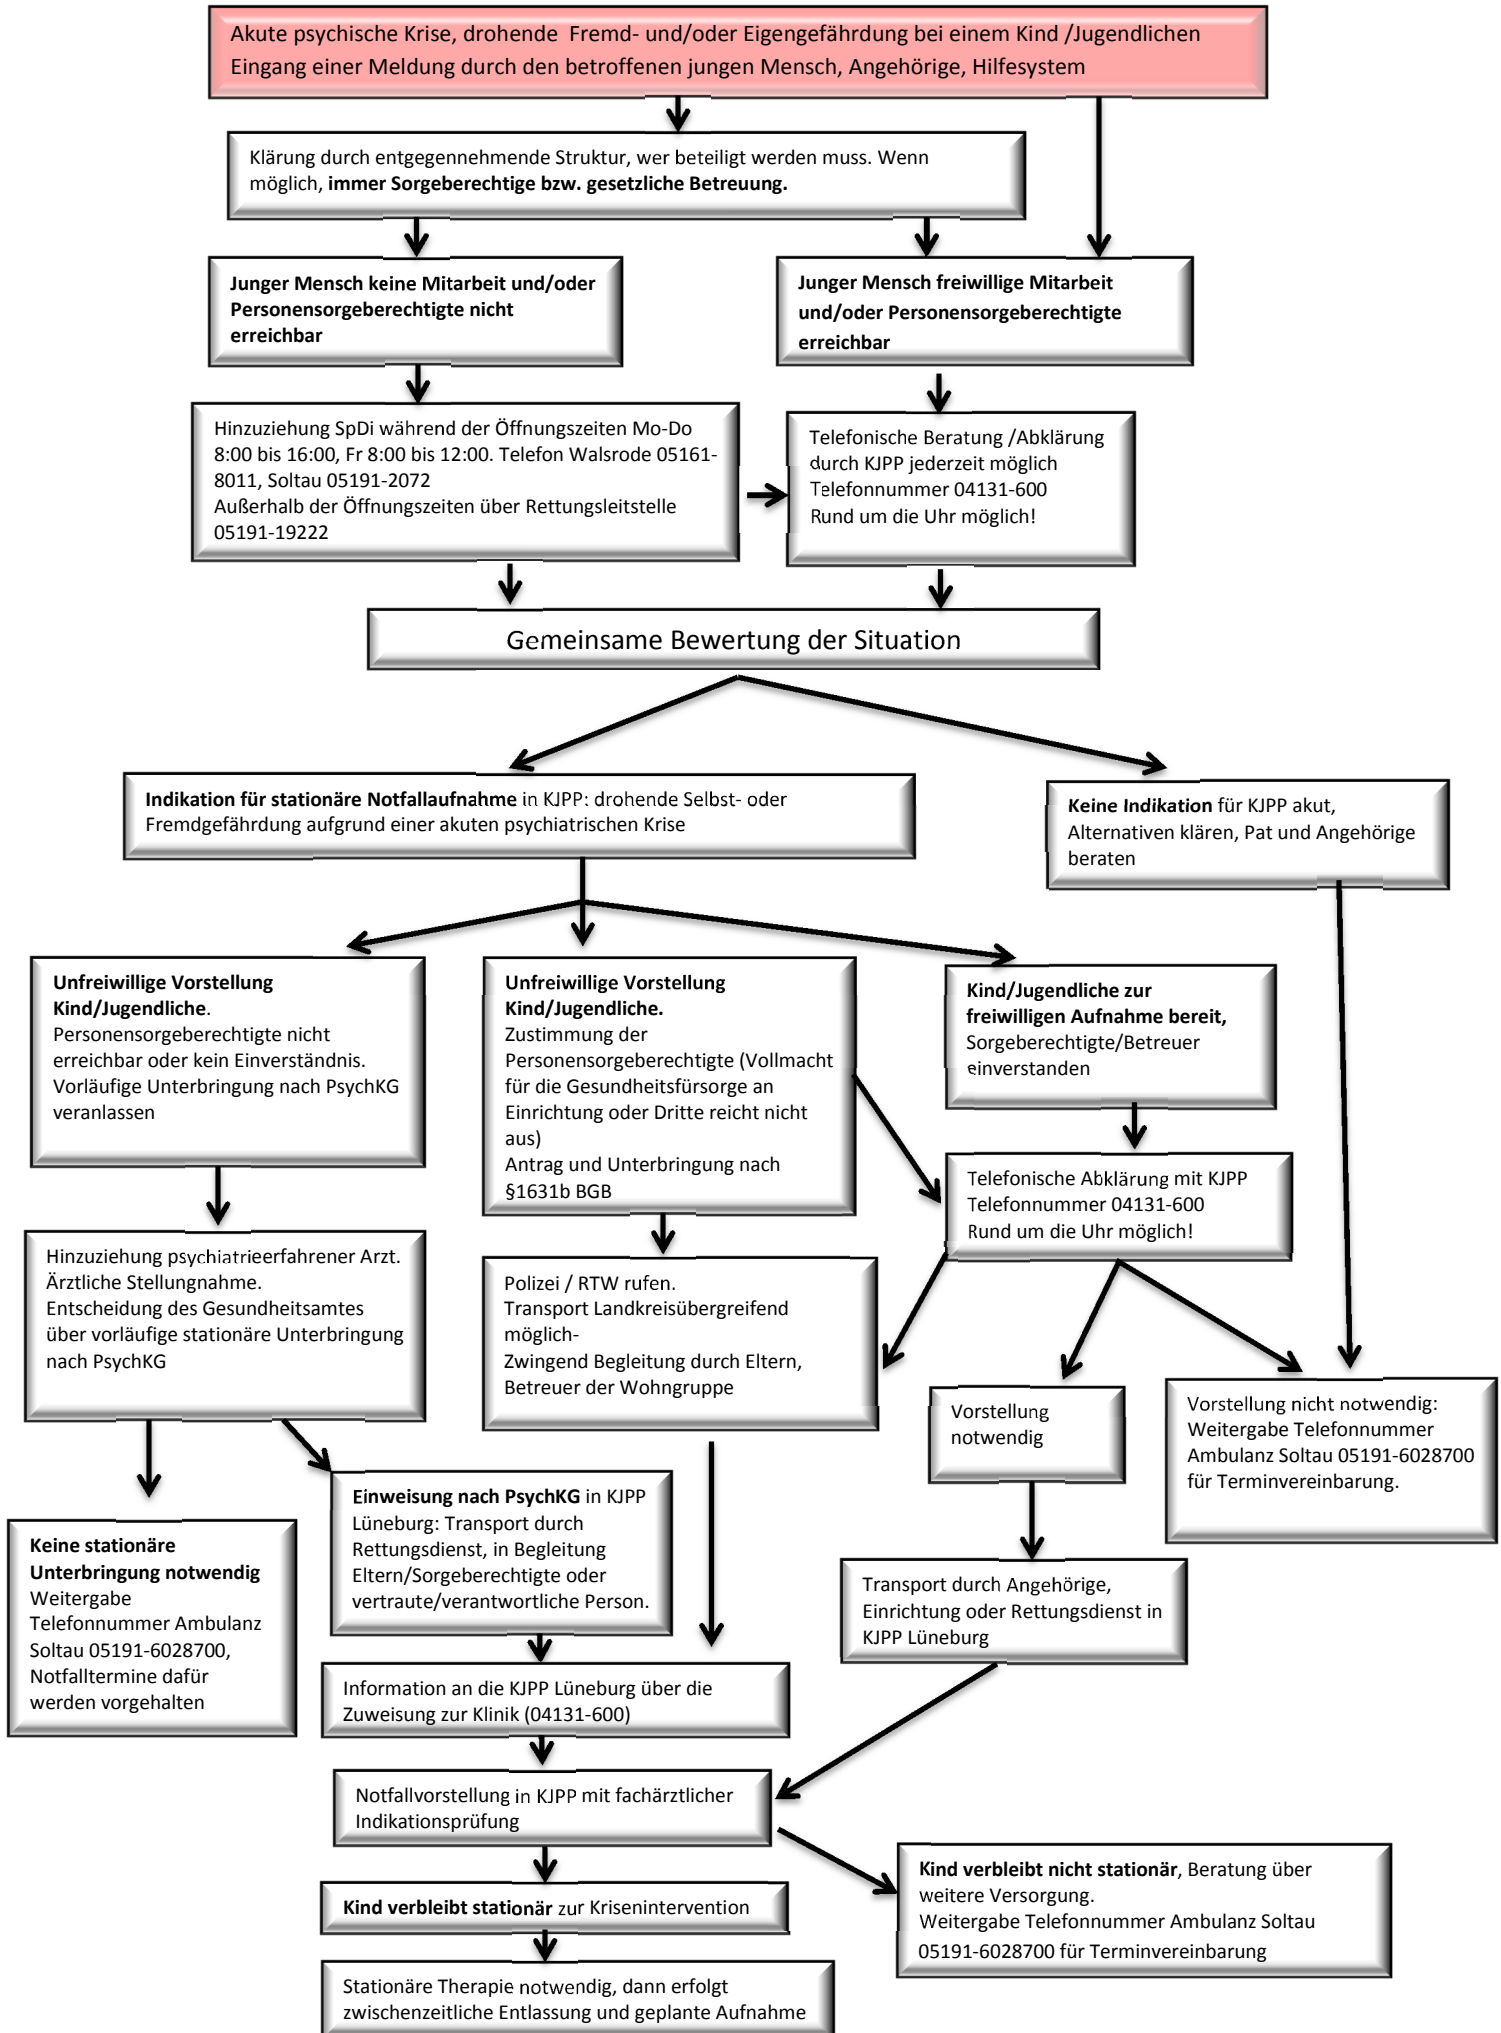 Akute psychische Krise, drohende  Fremd- und/oder Eigengefährdung bei einem Kind /Jugendlichen
Eingang einer Meldung durch den betroffenen jungen Mensch, Angehörige, Hilfesystem
Klärung durch entgegennehmende Struktur, wer beteiligt werden muss. Wenn
möglich, immer Sorgeberechtige bzw. gesetzliche Betreuung.
Junger Mensch keine Mitarbeit und/oder
Personensorgeberechtigte nicht
erreichbar
Junger Mensch freiwillige Mitarbeit
und/oder Personensorgeberechtigte
erreichbar
Hinzuziehung SpDi während der Öffnungszeiten Mo-Do
8:00 bis 16:00, Fr 8:00 bis 12:00. Telefon Walsrode 05161-
8011, Soltau 05191-2072
Außerhalb der Öffnungszeiten über Rettungsleitstelle
05191-19222
Telefonische Beratung /Abklärung
durch KJPP jederzeit möglich
Telefonnummer 04131-600
Rund um die Uhr möglich!
Gemeinsame Bewertung der Situation
Indikation für stationäre Notfallaufnahme in KJPP: drohende Selbst- oder
Fremdgefährdung aufgrund einer akuten psychiatrischen Krise
Keine Indikation für KJPP akut,
Alternativen klären, Pat und Angehörige
beraten
Unfreiwillige Vorstellung
Kind/Jugendliche.
Personensorgeberechtigte nicht
erreichbar oder kein Einverständnis.
Vorläufige Unterbringung nach PsychKG
veranlassen
Unfreiwillige Vorstellung
Kind/Jugendliche.
Zustimmung der
Personensorgeberechtigte (Vollmacht
für die Gesundheitsfürsorge an
Einrichtung oder Dritte reicht nicht
aus)
Antrag und Unterbringung nach
§1631b BGB
Kind/Jugendliche zur
freiwilligen Aufnahme bereit,
Sorgeberechtigte/Betreuer
einverstanden
Telefonische Abklärung mit KJPP
Telefonnummer 04131-600
Rund um die Uhr möglich!
Hinzuziehung psychiatrieerfahrener Arzt.
Ärztliche Stellungnahme.
Entscheidung des Gesundheitsamtes
über vorläufige stationäre Unterbringung
nach PsychKG
Polizei / RTW rufen.
Transport Landkreisübergreifend
möglich-
Zwingend Begleitung durch Eltern,
Betreuer der Wohngruppe
Vorstellung
notwendig
Vorstellung nicht notwendig:
Weitergabe Telefonnummer
Ambulanz Soltau 05191-6028700
für Terminvereinbarung.
Einweisung nach PsychKG in KJPP
Lüneburg: Transport durch
Rettungsdienst, in Begleitung
Eltern/Sorgeberechtigte oder
vertraute/verantwortliche Person.
Keine stationäre
Unterbringung notwendig
Weitergabe
Telefonnummer Ambulanz
Soltau 05191-6028700,
Notfalltermine dafür
werden vorgehalten
Transport durch Angehörige,
Einrichtung oder Rettungsdienst in
KJPP Lüneburg
Information an die KJPP Lüneburg über die
Zuweisung zur Klinik (04131-600)
Notfallvorstellung in KJPP mit fachärztlicher
Indikationsprüfung
Kind verbleibt nicht stationär, Beratung über
weitere Versorgung.
Weitergabe Telefonnummer Ambulanz Soltau
05191-6028700 für Terminvereinbarung
Kind verbleibt stationär zur Krisenintervention
Stationäre Therapie notwendig, dann erfolgt
zwischenzeitliche Entlassung und geplante Aufnahme